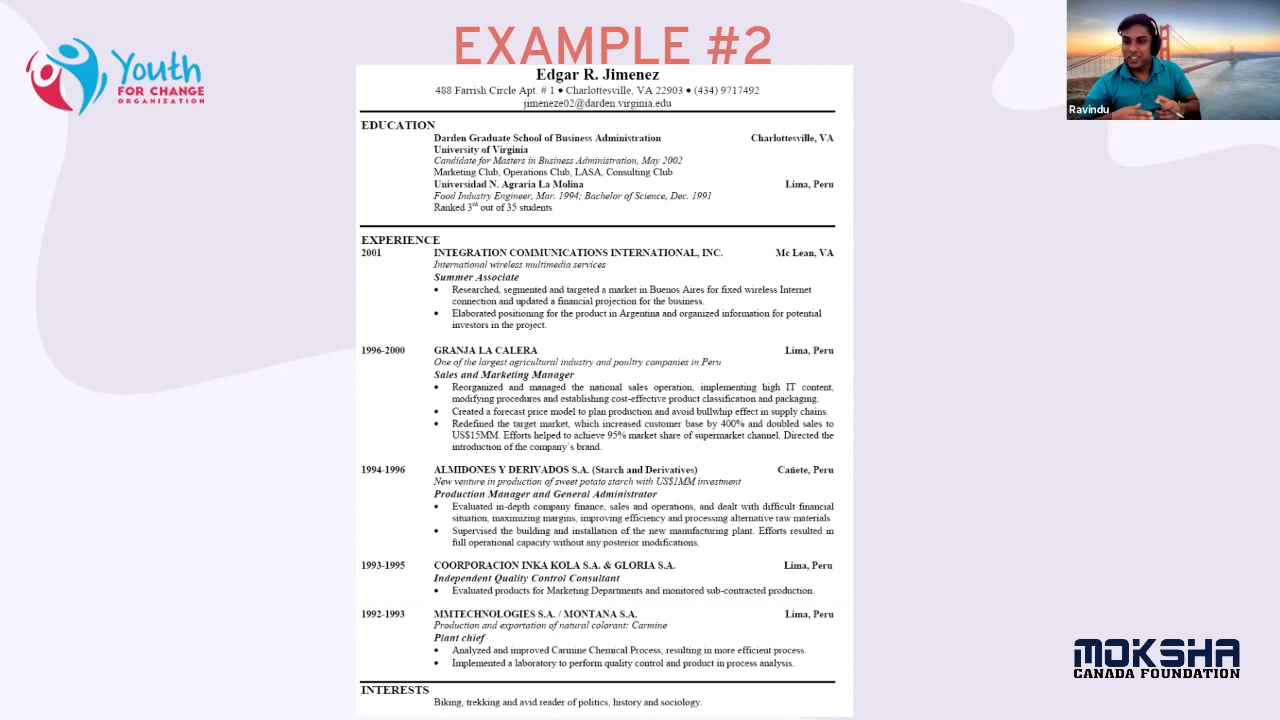 EXAMPLE #2
Youth
FOR CHANGE
ORGANIZATION
Ravindu
Edgar R. Jimenez
488 Farrish Circle Apt. # 1 ● Charlottesville, VA 22903 ● (434) 9717492
jimeneze02@darden.virginia.edu
EDUCATION
Darden Graduate School of Business Administration Charlottesville, VA
University of Virginia
Candidate for Masters in Business Administration, May 2002
Marketing Club, Operations Club, LASA, Consulting Club
Universidad N. Agraria La Molina Lima, Peru
Food Industry Engineer, Mar. 1994; Bachelor of Science, Dec. 1991
Ranked 3rd out of 35 students
EXPERIENCE
2001 INTEGRATION COMMUNICATIONS INTERNATIONAL, INC. Mc Lean, VA
International wireless multimedia services
Summer Associate
• Researched, segmented and targeted a market in Buenos Aires for fixed wireless Internet
connection and updated a financial projection for the business.
• Elaborated positioning for the product in Argentina and organized information for potential
investors in the project.
1996-2000 GRANJA LA CALERA Lima, Peru
One of the largest agricultural industry and poultry companies in Peru
Sales and Marketing Manager
• Reorganized and managed the national sales operation, implementing high IT content,
modifying procedures and establishing cost-effective product classification and packaging.
• Created a forecast price model to plan production and avoid bullwhip effect in supply chains.
• Redefined the target market, which increased customer base by 400% and doubled sales to
US$15MM. Efforts helped to achieve 95% market share of supermarket channel. Directed the
introduction of the company`s brand.
1994-1996 ALMIDONES Y DERIVADOS S.A. (Starch and Derivatives) Cañete, Peru
New venture in production of sweet potato starch with US$1MM investment
Production Manager and General Administrator
• Evaluated in-depth company finance, sales and operations, and dealt with difficult financial
situation, maximizing margins, improving efficiency and processing alternative raw materials
• Supervised the building and installation of the new manufacturing plant. Efforts resulted in
full operational capacity without any posterior modifications.
1993-1995 COORPORACION INKA KOLA S.A. & GLORIA S.A. Lima, Peru
Independent Quality Control Consultant
• Evaluated products for Marketing Departments and monitored sub-contracted production.
1992-1993 MMTECHNOLOGIES S.A. / MONTANA S.A. Lima, Peru
Production and exportation of natural colorant: Carmine
Plant chief
• Analyzed and improved Carmine Chemical Process, resulting in more efficient process.
• Implemented a laboratory to perform quality control and product in process analysis.
INTERESTS
Biking, trekking and avid reader of politics, history and sociology.
MOKSHA
CANADA FOUNDATION